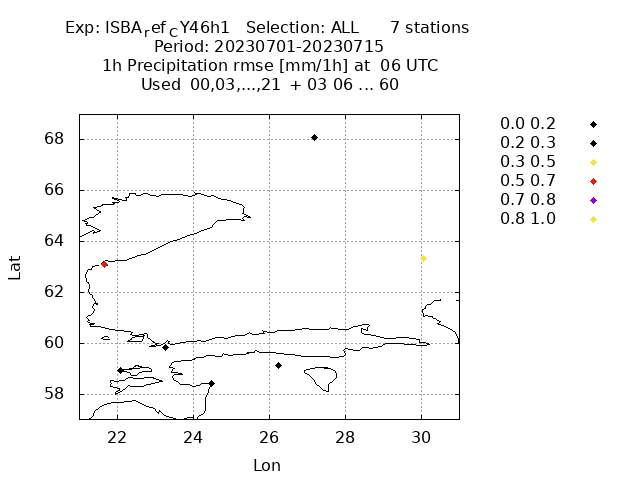 Exp: ISBA_ref_CY46h1 Selection: ALL 7 stations
Period: 20230701-20230715
1h Precipitation rmse [mm/1h] at 06 UTC
Used 00,03,...,21 + 03 06 ... 60
0.0 0.2
0.2 0.3
0.3 0.5
0.5 0.7
0.7 0.8
0.8 1.0
68
66
64
62
60
58
Lat
22 24 26 28 30
Lon